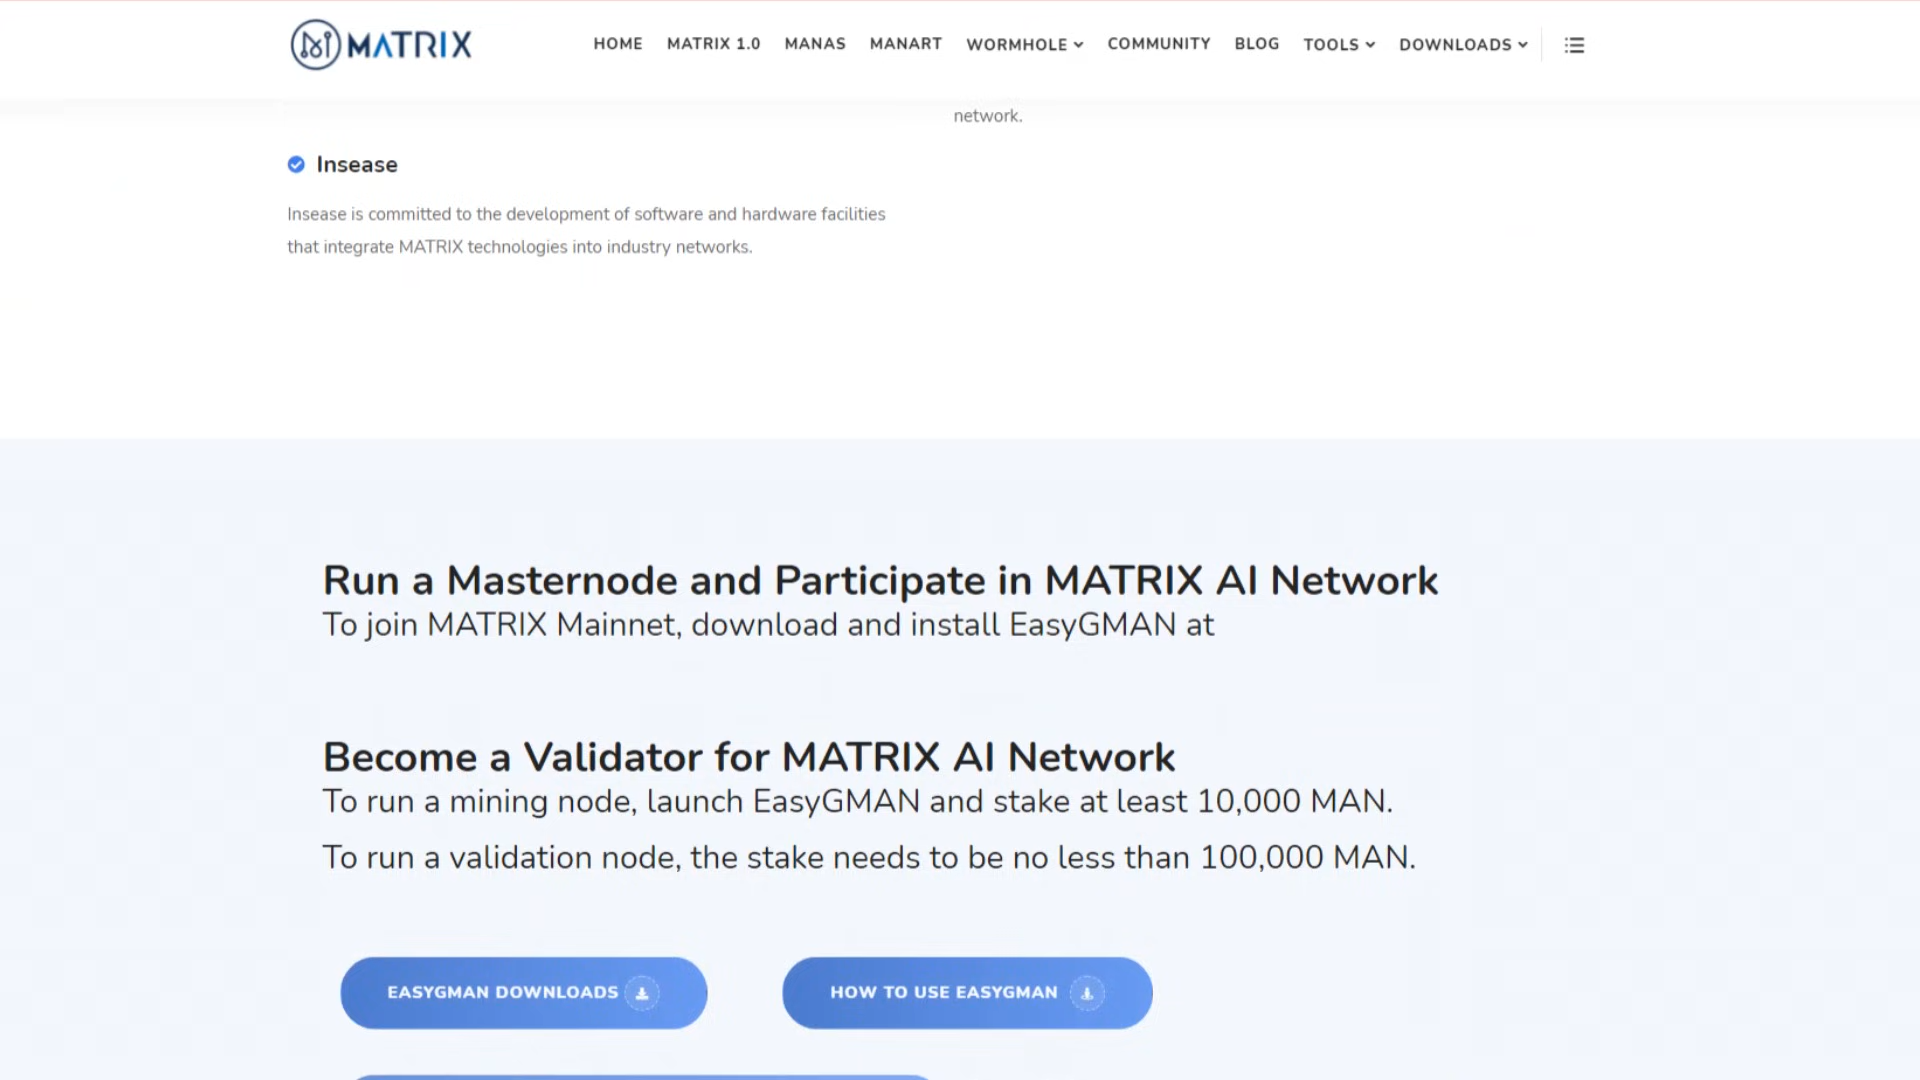 MATRIX
HOME MATRIX 1.0 MANAS MANART WORMHOLE COMMUNITY BLOG TOOLS DOWNLOADS
network.
Insease
Insease is committed to the development of software and hardware facilities
that integrate MATRIX technologies into industry networks.
Run a Masternode and Participate in MATRIX AI Network
To join MATRIX Mainnet, download and install EasyGMAN at
Become a Validator for MATRIX AI Network
To run a mining node, launch EasyGMAN and stake at least 10,000 MAN.
To run a validation node, the stake needs to be no less than 100,000 MAN.
EASYGMAN DOWNLOADS
HOW TO USE EASYGMAN